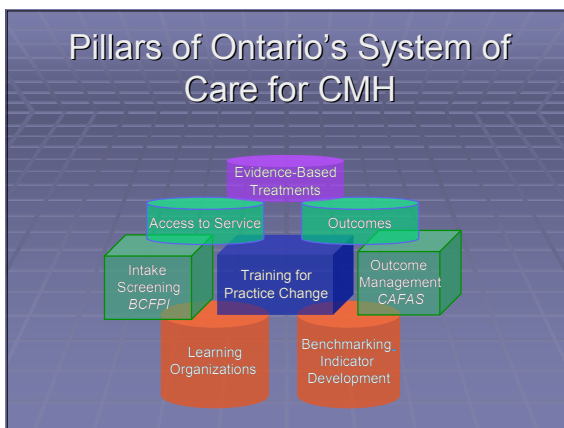 Pillars of Ontario's System of
Care for CMH
Evidence-Based
Treatments
Access to Service
Outcomes
Intake
Screening
BCFPI
Training for
Practice Change
Outcome
Management
CAFAS
Learning
Organizations
Benchmarking
Indicator
Development